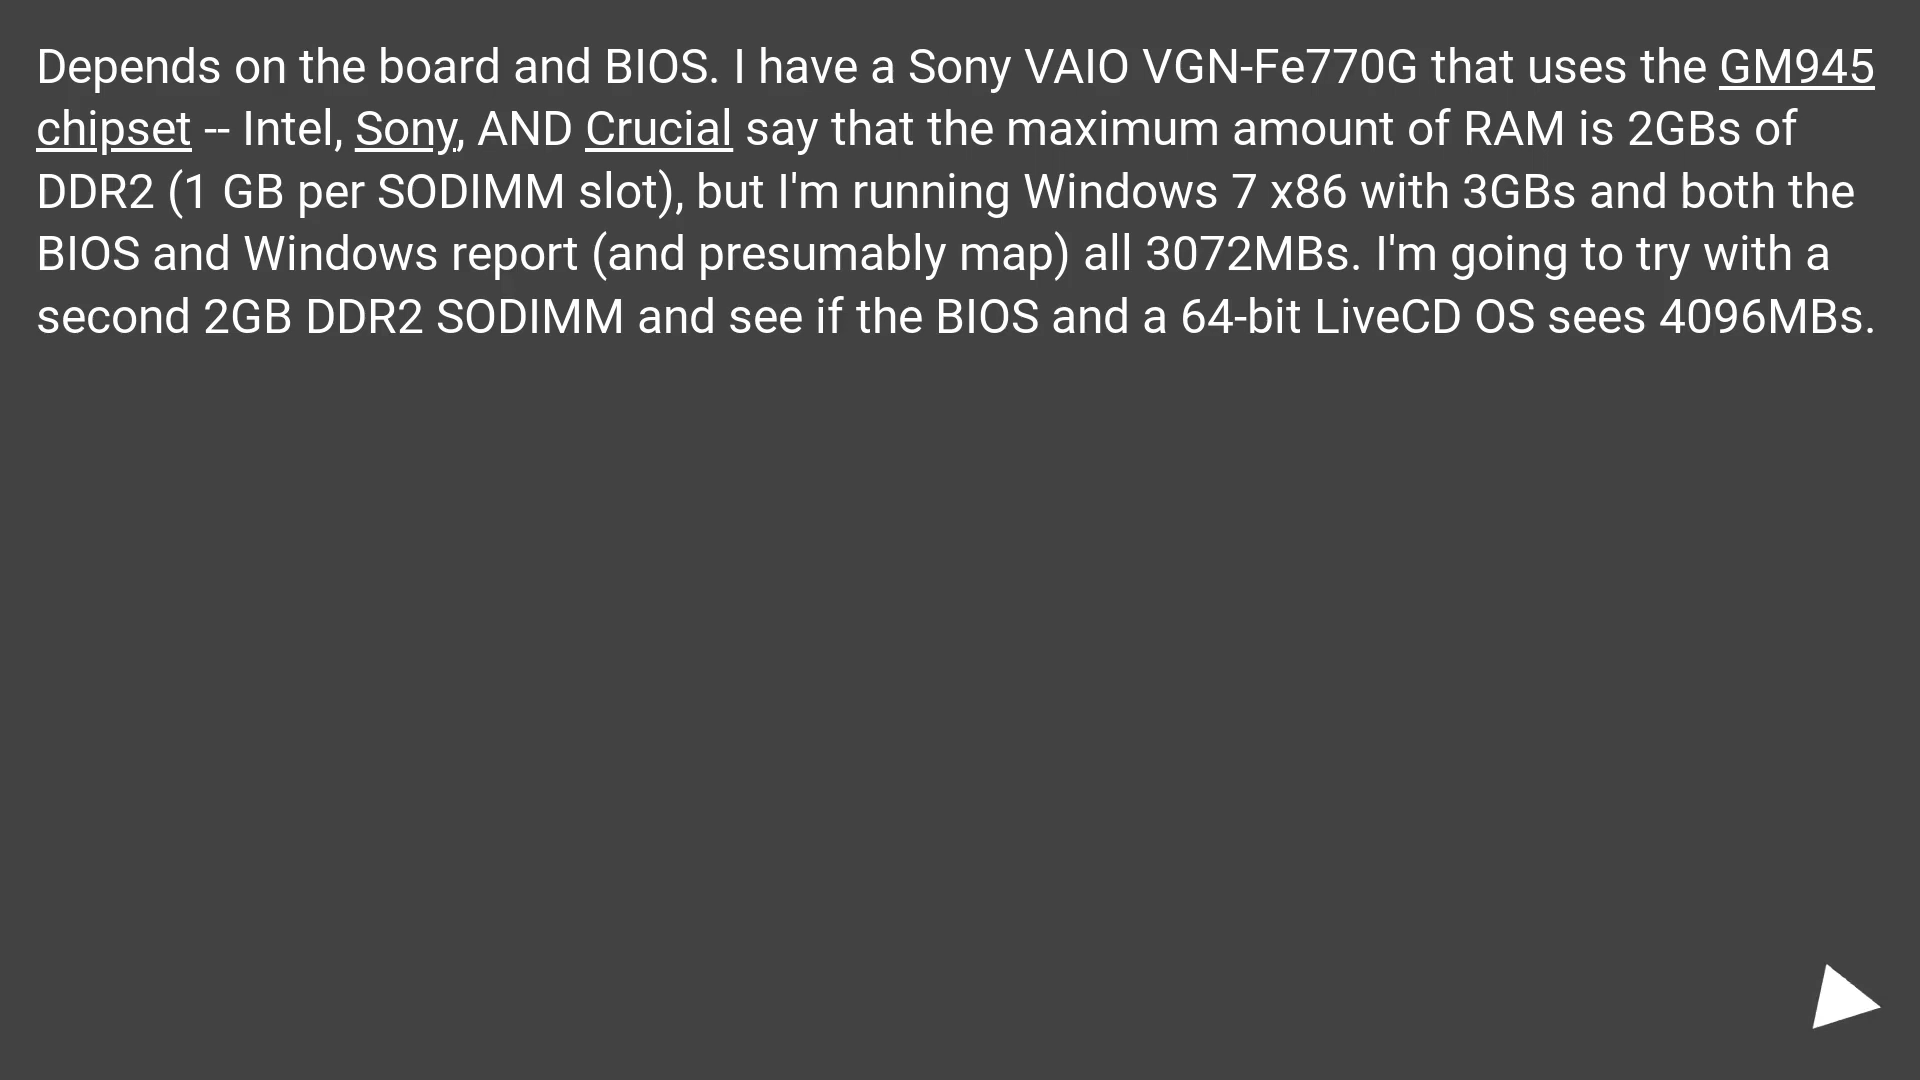 Depends on the board and BIOS. I have a Sony VAIO VGN-Fe770G that uses the GM945
chipset -- Intel, Sony, AND Crucial say that the maximum amount of RAM is 2GBs of
DDR2 (1 GB per SODIMM slot), but I'm running Windows 7 x86 with 3GBs and both the
BIOS and Windows report (and presumably map) all 3072MBs. I'm going to try with a
second 2GB DDR2 SODIMM and see if the BIOS and a 64-bit LiveCD OS sees 4096MBs.